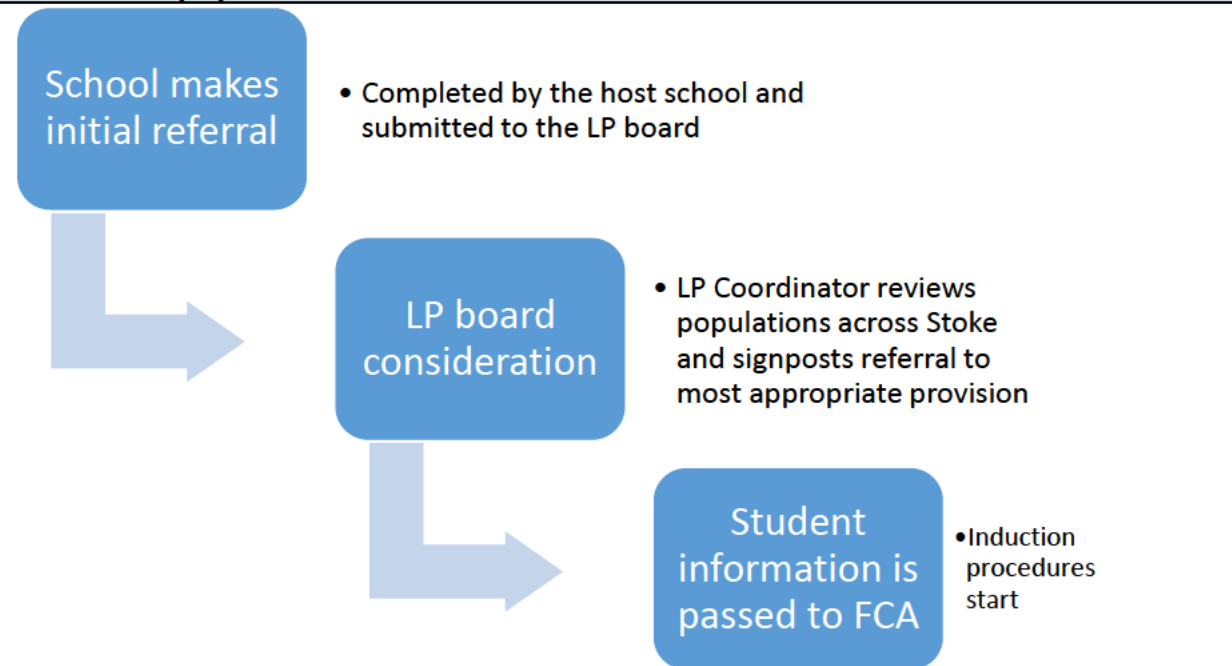 School makes
initial referral
• Completed by the host school and
submitted to the LP board
LP board
consideration
• LP Coordinator reviews
populations across Stoke
and signposts referral to
most appropriate provision
Student
information is
passed to FCA
•Induction
procedures
start